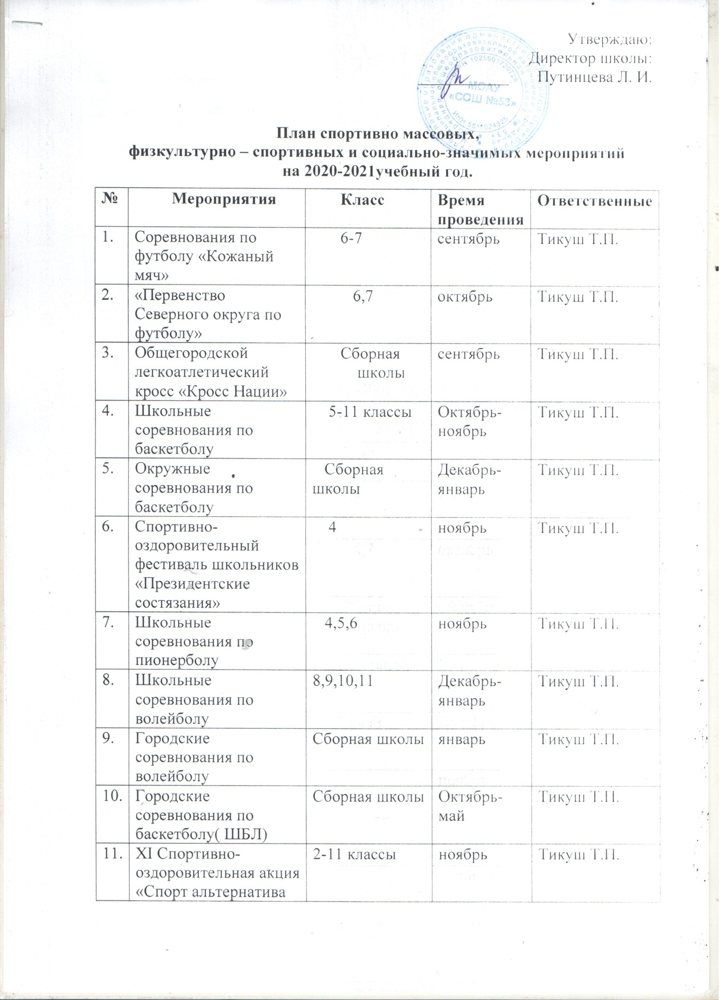 Утверждаю:
Директор школы:
Путинцева Л. И.
1025601720726
МОАУ
«СОШ №53»
ИНН 5611024325
План спортивно массовых,
физкультурно – спортивных и социально-значимых мероприятий
на 2020-2021учебный год.
№ Мероприятия Класс Время проведения Ответственные
1. Соревнования по 6-7 сентябрь Тикуш Т.П.
футболу «Кожаный
мяч»
2. «Первенство 6,7 октябрь Тикуш Т.П.
Северного округа по
футболу»
3. Общегородской Сборная сентябрь Тикуш Т.П.
легкоатлетический школы
кросс «Кросс Нации»
4. Школьные 5-11 классы Октябрь- Тикуш Т.П.
соревнования по ноябрь
баскетболу
5. Окружные Сборная Декабрь- Тикуш Т.П.
соревнования по школы январь
баскетболу
6. Спортивно- 4 ноябрь Тикуш Т.П.
оздоровительный
фестиваль школьников
«Президентские
состязания»
7. Школьные 4,5,6 ноябрь Тикуш Т.П.
соревнования по
пионерболу
8. Школьные 8,9,10,11 Декабрь- Тикуш Т.П.
соревнования по январь
волейболу
9. Городские Сборная школы январь Тикуш Т.П.
соревнования по
волейболу
10. Городские Сборная школы Октябрь- Тикуш Т.П.
соревнования по май
баскетболу( ШБЛ)
11. XI Спортивно- 2-11 классы ноябрь Тикуш Т.П.
оздоровительная акция
«Спорт альтернатива